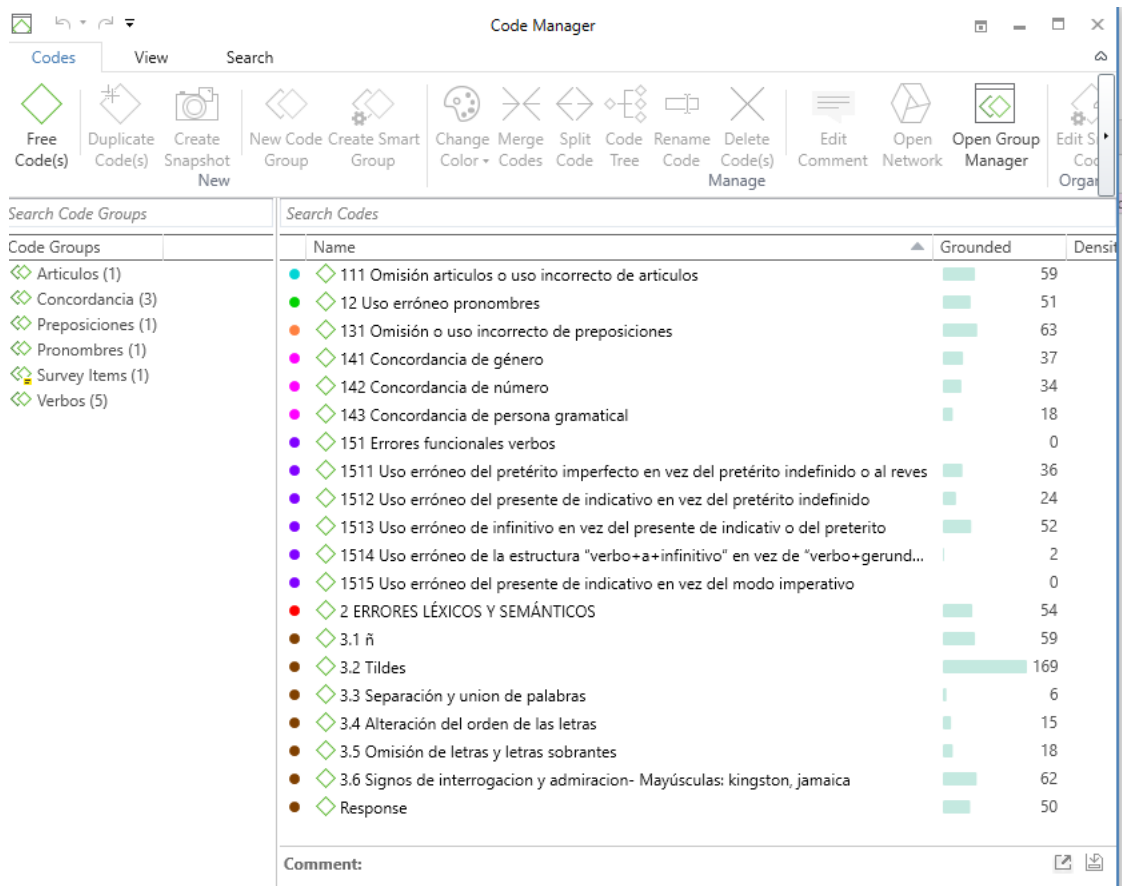 Code Manager
Codes View Search
Free Code(s)
Duplicate Code(s)
Create Snapshot
New
New Code Group
Create Smart Group
Change Color
Merge Codes
Split Code
Code Tree
Rename Code
Delete Code(s)
Manage
Edit Comment
Open Network
Open Group Manager
Edit
Search Code Groups
Search Codes
Code Groups
Name Grounded
Articulos (1)
Concordancia (3)
Preposiciones (1)
Pronombres (1)
Survey Items (1)
Verbos (5)
111 Omisión articulos o uso incorrecto de articulos 59
12 Uso erróneo pronombres 51
131 Omisión o uso incorrecto de preposiciones 63
141 Concordancia de género 37
142 Concordancia de número 34
143 Concordancia de persona gramatical 18
151 Errores funcionales verbos 0
1511 Uso erróneo del pretérito imperfecto en vez del pretérito indefinido o al reves 36
1512 Uso erróneo del presente de indicativo en vez del pretérito indefinido 24
1513 Uso erróneo de infinitivo en vez del presente de indicativ o del preterito 52
1514 Uso erróneo de la estructura "verbo+a+infinitivo" en vez de "verbo+gerund... 2
1515 Uso erróneo del presente de indicativo en vez del modo imperativo 0
2 ERRORES LÉXICOS Y SEMÁNTICOS 54
3.1 ñ 59
3.2 Tildes 169
3.3 Separación y union de palabras 6
3.4 Alteración del orden de las letras 15
3.5 Omisión de letras y letras sobrantes 18
3.6 Signos de interrogacion y admiracion- Mayúsculas: kingston, jamaica 62
Response 50
Comment: